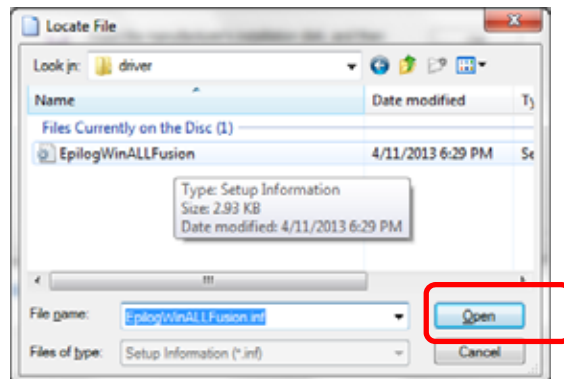 Locate File
Look in: driver
Name Date modified Ty
Files Currently on the Disc (1)
EpilogWinALLFusion 4/11/2013 6:29 PM Se
Type: Setup Information
Size: 2.93 KB
Date modified: 4/11/2013 6:29 PM
File name: EpilogWinALLFusion.inf Open
Files of type: Setup Information (*.inf) Cancel